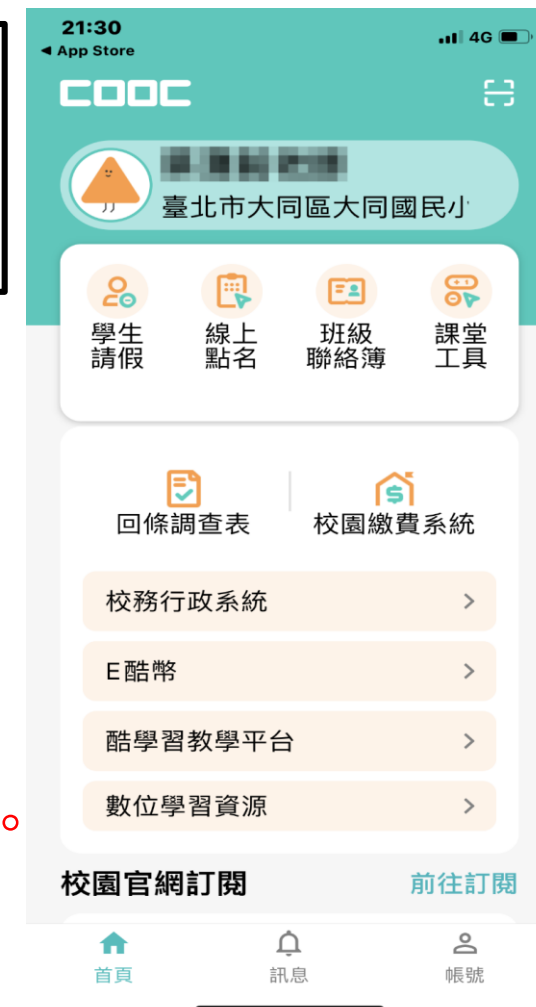 21:30
4G
◀ App Store
COOC
臺北市大同區大同國民小
學生
請假
線上
點名
班級
聯絡簿
課堂
工具
回條調查表
校園繳費系統
校務行政系統
E酷幣
酷學習教學平台
數位學習資源
。
校園官網訂閱
前往訂閱
首頁
訊息
帳號